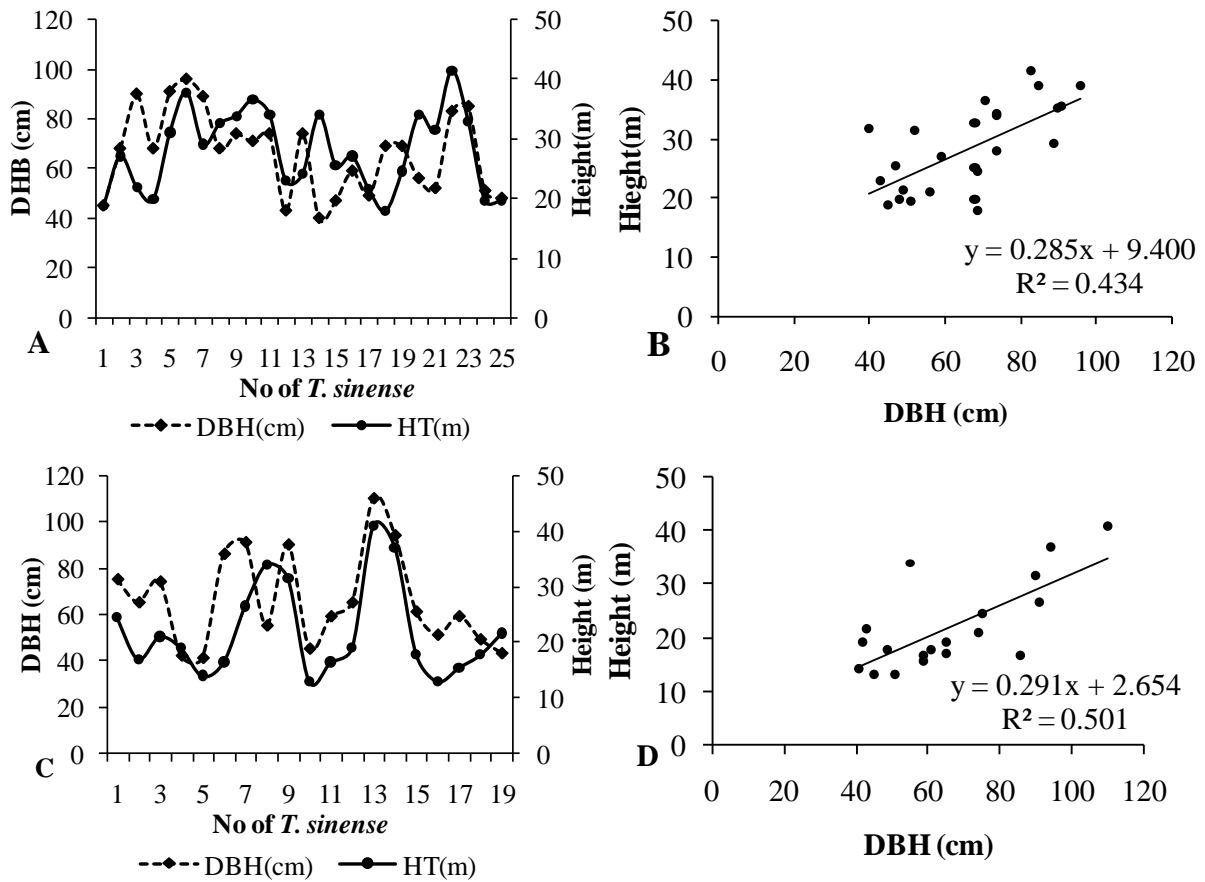 120
100
80
60
40
20
0
DHB (cm)
50
40
30
20
10
0
Height(m)
A
1 3 5 7 9 11 13 15 17 19 21 23 25
No of T. sinense
DBH(cm) HT(m)
50
40
30
20
10
0
Hieght(m)
y = 0.285x + 9.400
R² = 0.434
B
0 20 40 60 80 100 120
DBH (cm)
120
100
80
60
40
20
0
DBH (cm)
50
40
30
20
10
0
Height (m)
C
1 3 5 7 9 11 13 15 17 19
No of T. sinense
DBH(cm) HT(m)
50
40
30
20
10
0
Height (m)
y = 0.291x + 2.654
R² = 0.501
D
0 20 40 60 80 100 120
DBH (cm)